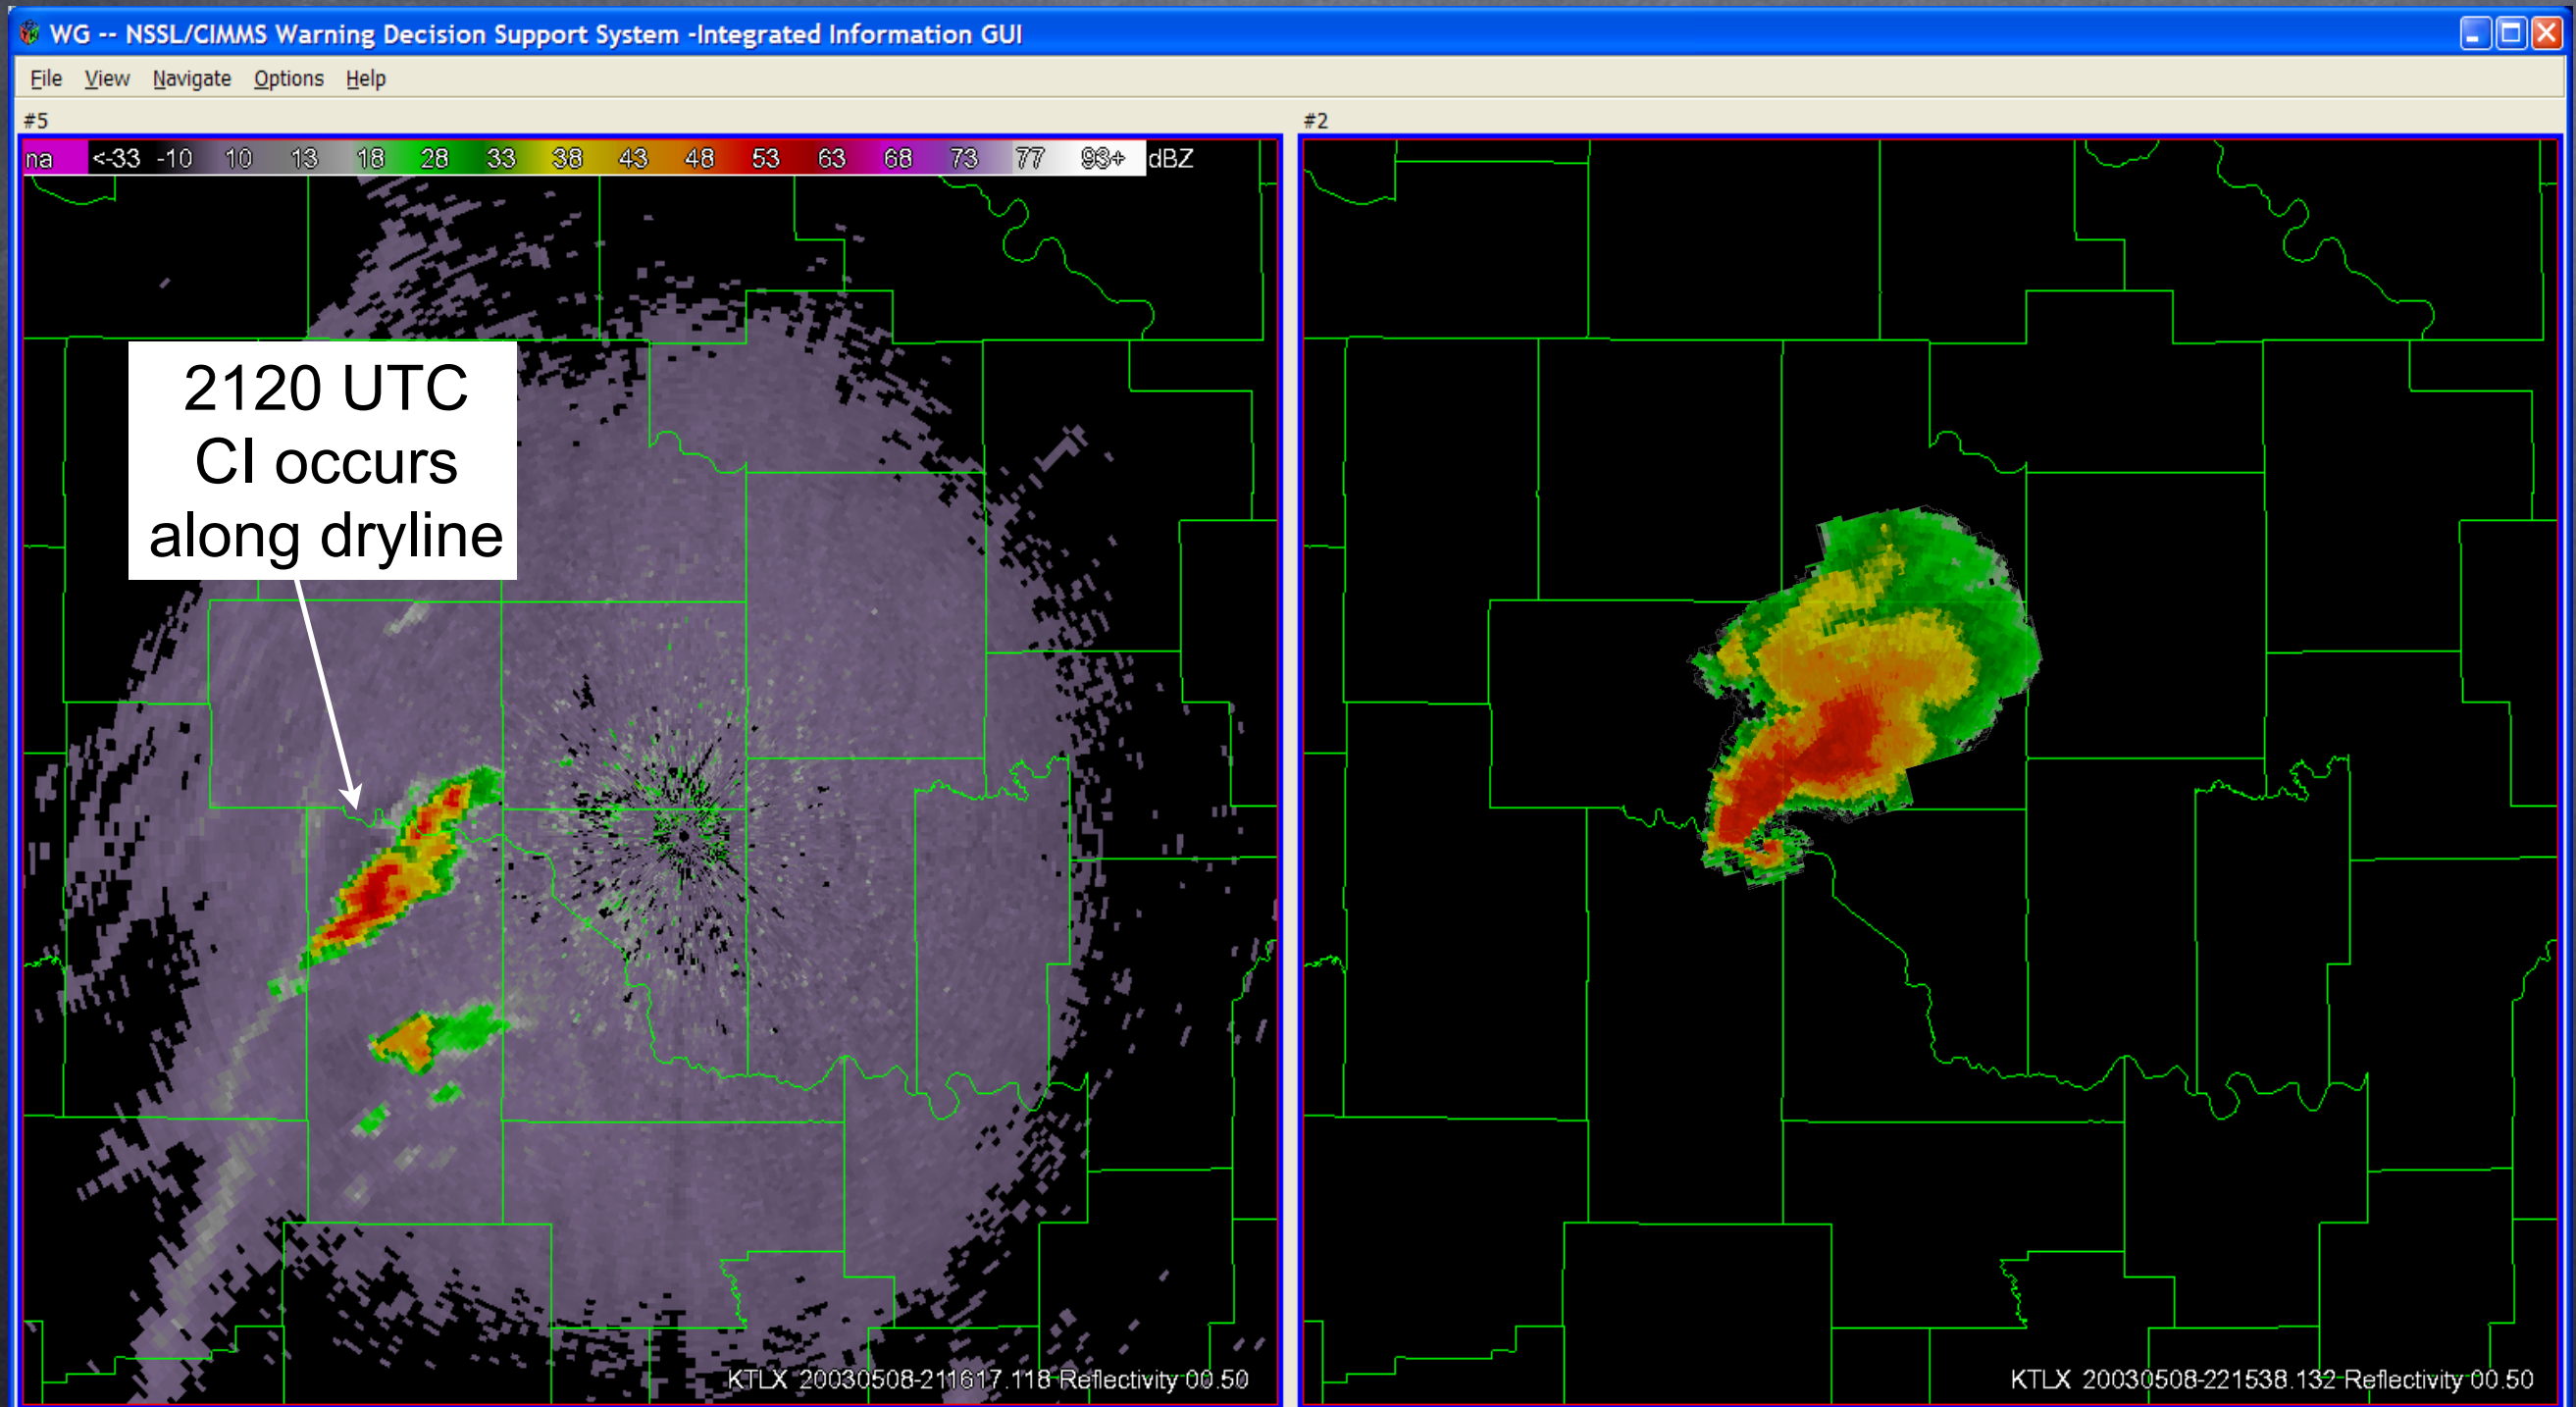 WG -- NSSL/CIMMS Warning Decision Support System -Integrated Information GUI
File View Navigate Options Help
#5
#2
na <-33 -10 10 13 18 28 33 38 43 48 53 63 68 73 77 93+ dBZ
2120 UTC
CI occurs
along dryline
KTLX 20030508-211617.118 Reflectivity 00.50
KTLX 20030508-221538.132 Reflectivity 00.50